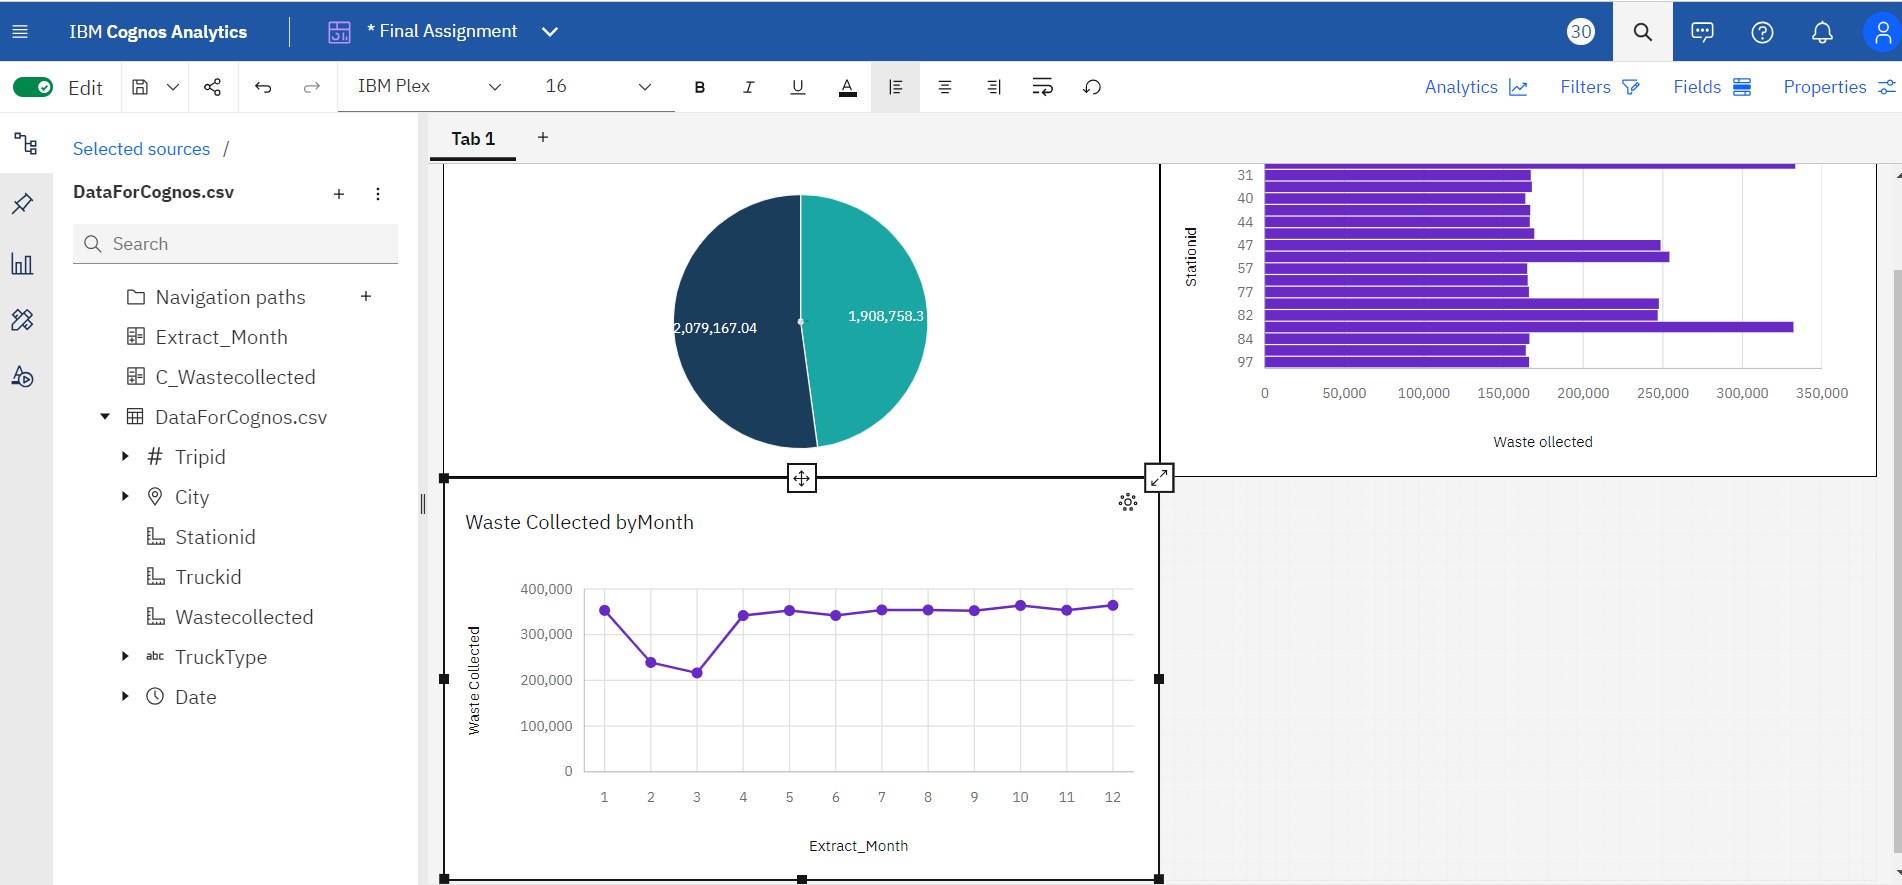 IBM Cognos Analytics
* Final Assignment
30
Edit
IBM Plex
16
B
I
U
A
Analytics
Filters
Fields
Properties
Selected sources /
DataForCognos.csv
Search
Navigation paths
Extract_Month
C_Wastecollected
DataForCognos.csv
Tripid
City
Stationid
Truckid
Wastecollected
abc TruckType
Date
Tab 1
2,079,167.04
1,908,758.3
Stationid
31
40
44
47
57
77
82
84
97
0 50,000 100,000 150,000 200,000 250,000 300,000 350,000
Waste ollected
Waste Collected byMonth
Waste Collected
400,000
300,000
200,000
100,000
0
1 2 3 4 5 6 7 8 9 10 11 12
Extract_Month